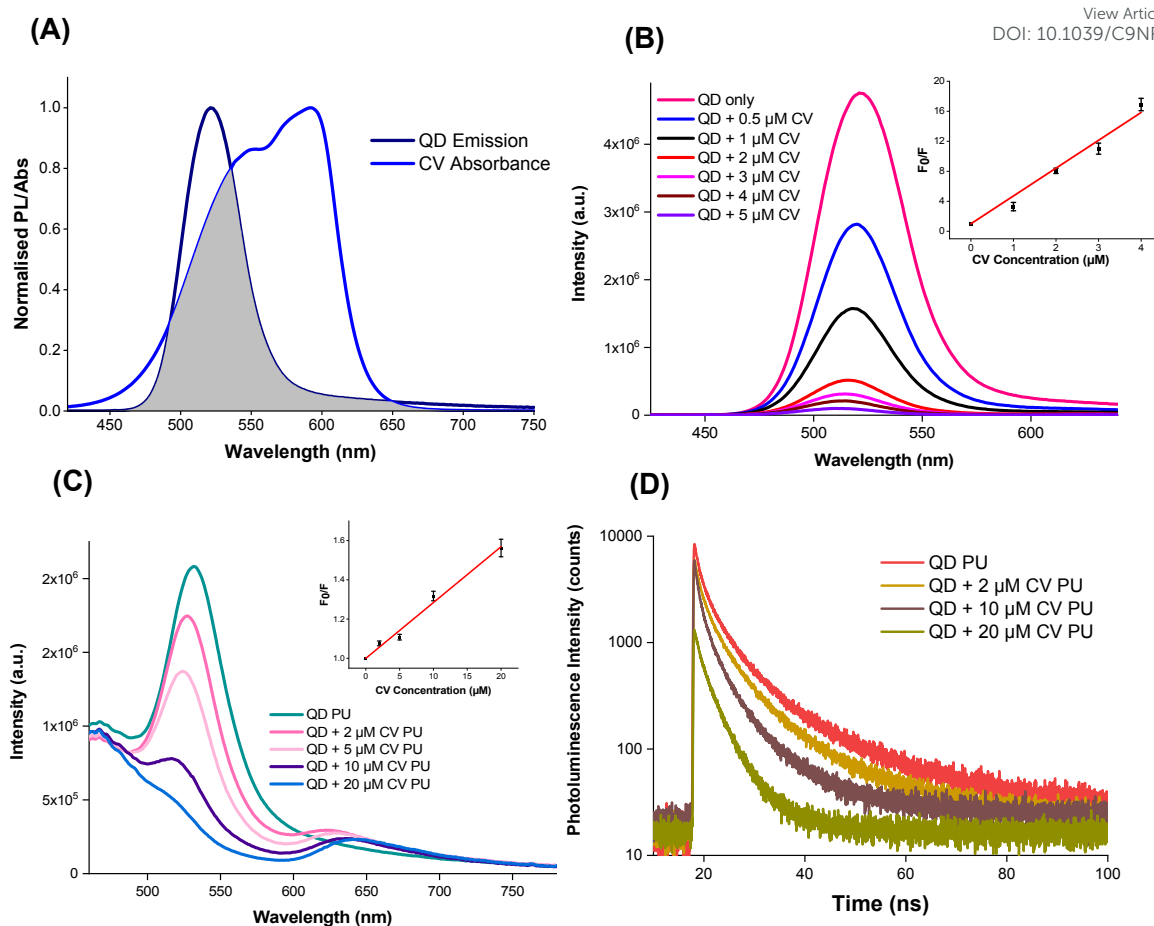 View Artic
DOI: 10.1039/C9NF
(A)
Normalised PL/Abs
1.0
0.8
0.6
0.4
0.2
0.0
450 500 550 600 650 700 750
Wavelength (nm)
QD Emission
CV Absorbance
(B)
Intensity (a.u.)
4x10⁶
3x10⁶
2x10⁶
1x10⁶
0
450 500 550 600
Wavelength (nm)
QD only
QD + 0.5 µM CV
QD + 1 µM CV
QD + 2 µM CV
QD + 3 µM CV
QD + 4 µM CV
QD + 5 µM CV
F₀/F
20
16
12
8
4
0
0 1 2 3 4
CV Concentration (µM)
(C)
Intensity (a.u.)
2x10⁶
2x10⁶
1x10⁶
5x10⁵
0
500 550 600 650 700 750
Wavelength (nm)
QD PU
QD + 2 µM CV PU
QD + 5 µM CV PU
QD + 10 µM CV PU
QD + 20 µM CV PU
F₀/F
1.6
1.4
1.2
1.0
0 5 10 15 20
CV Concentration (µM)
(D)
Photoluminescence Intensity (counts)
10000
1000
100
10
20 40 60 80 100
Time (ns)
QD PU
QD + 2 µM CV PU
QD + 10 µM CV PU
QD + 20 µM CV PU